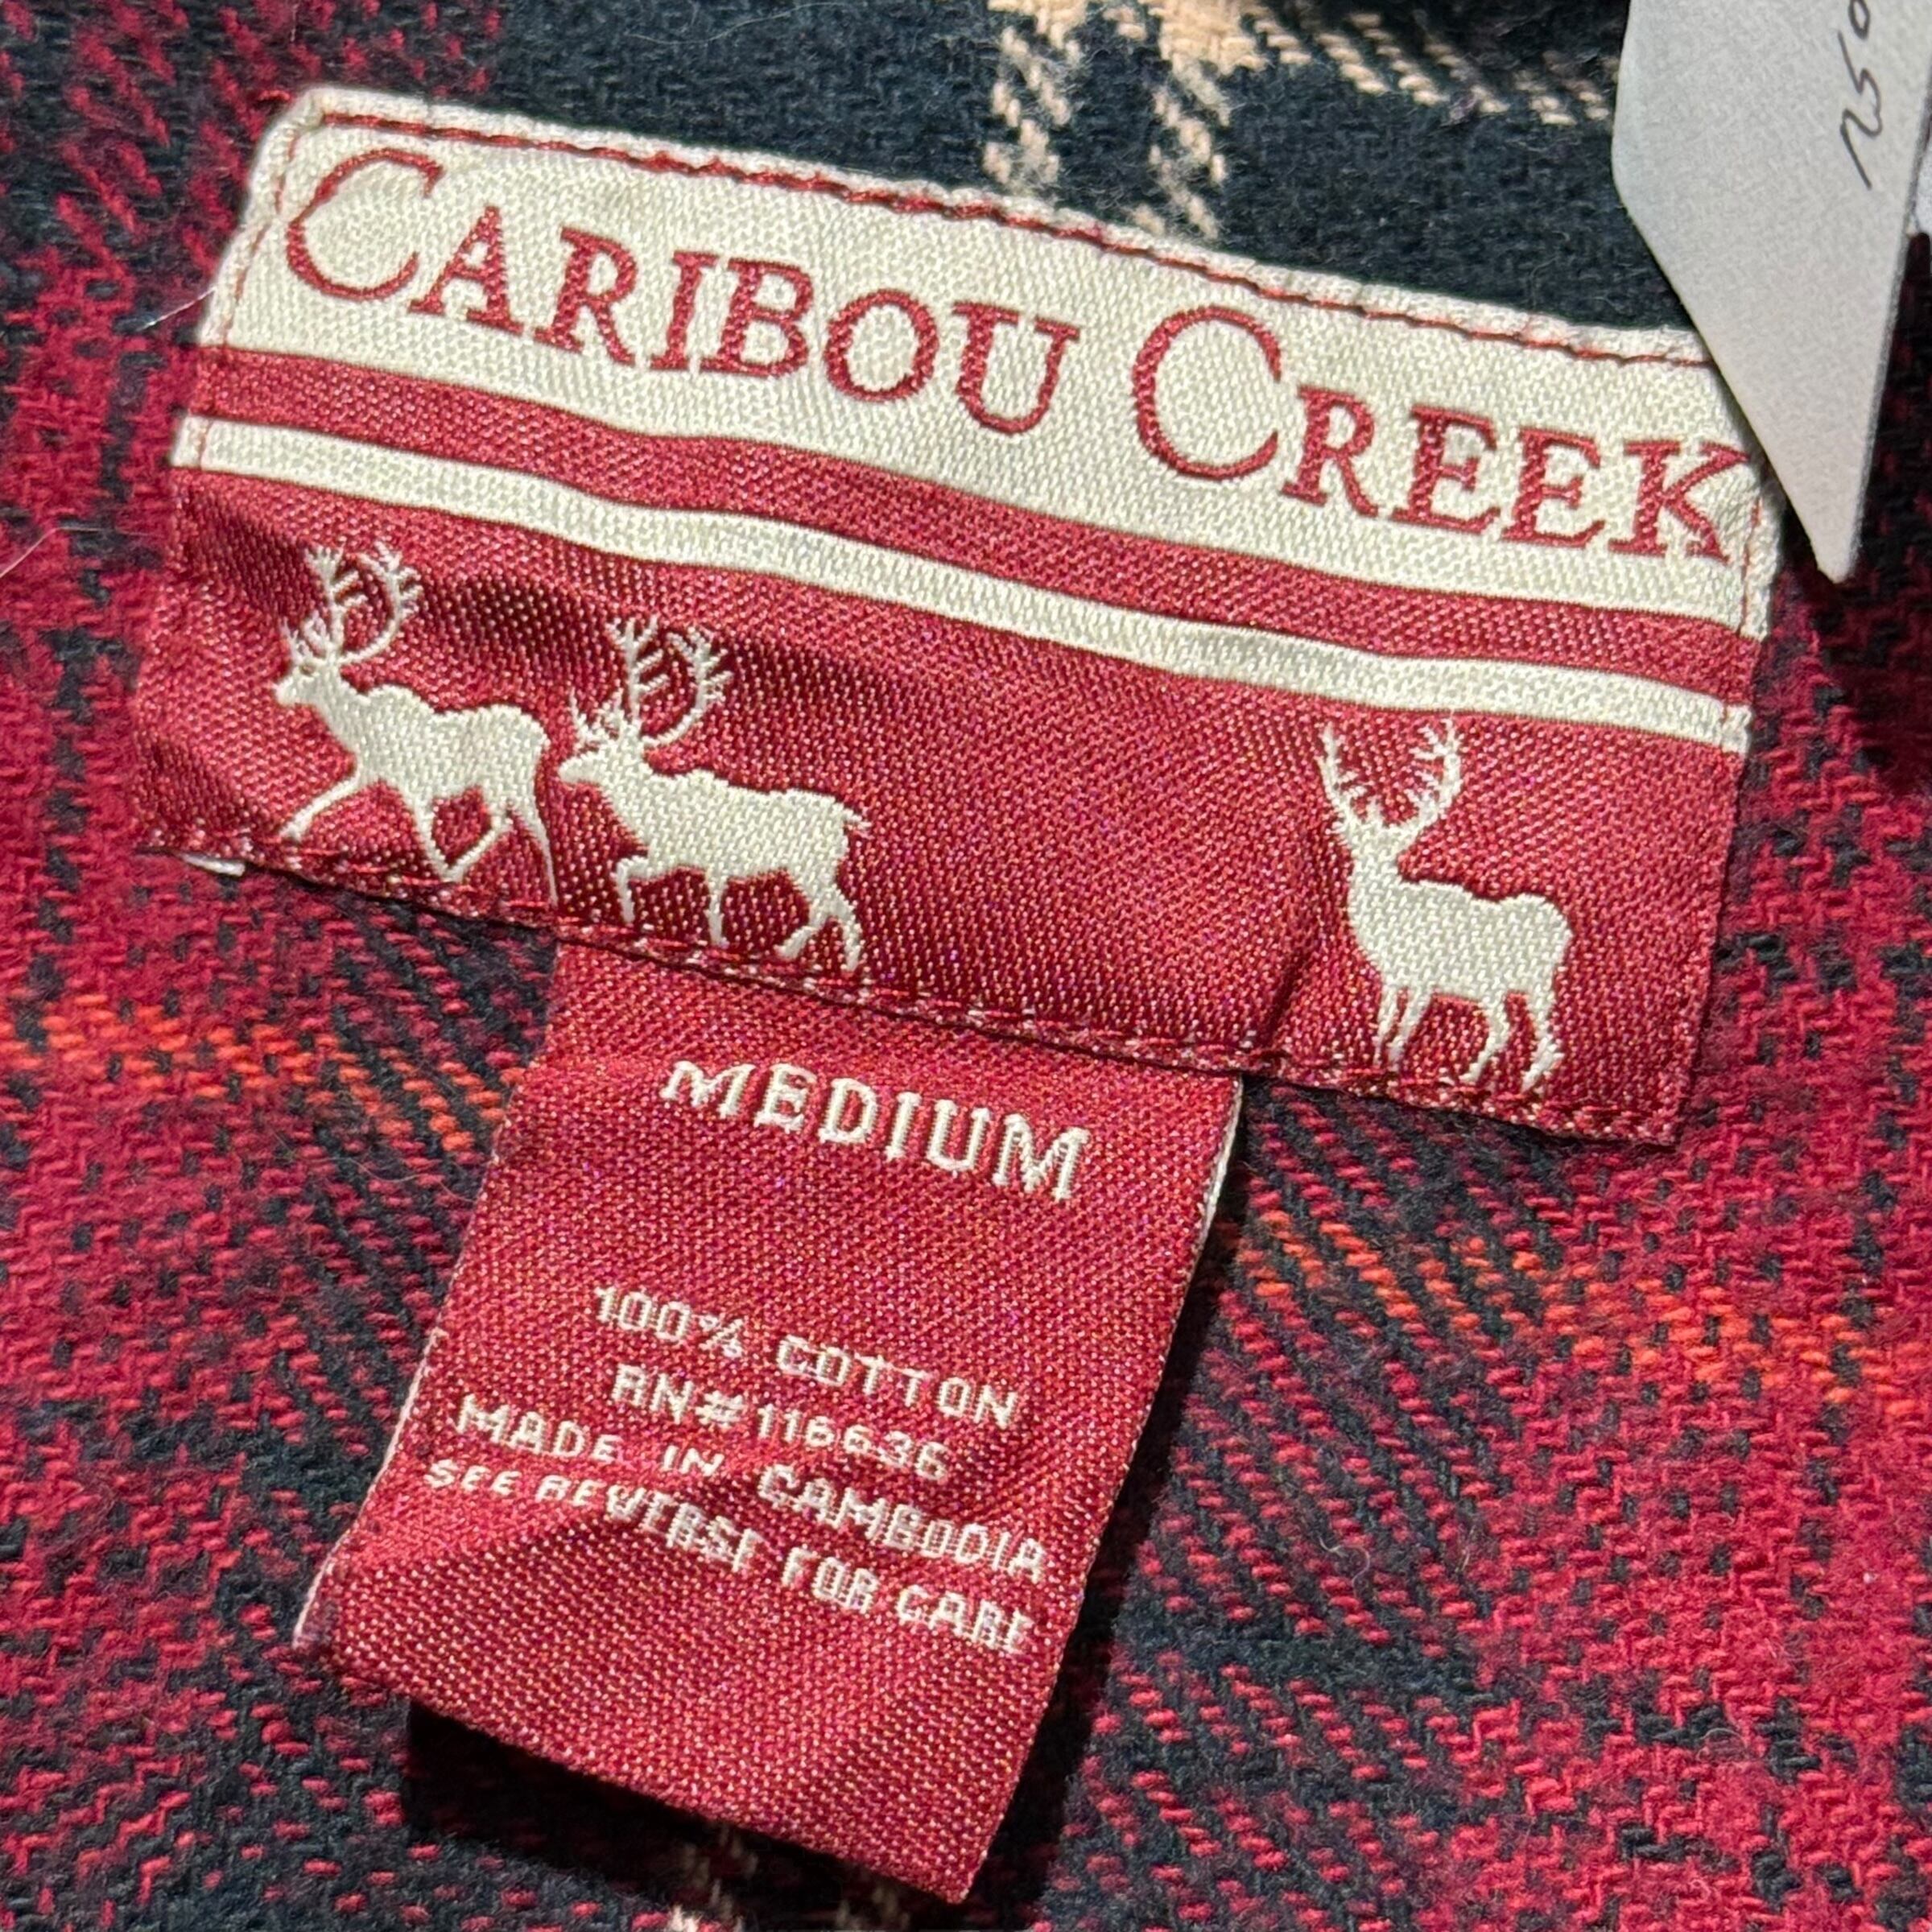 CARIBOU CREEK
MEDIUM
100% COTTON
RN#116636
MADE IN CAMBODIA
SEE REVERSE FOR CARE